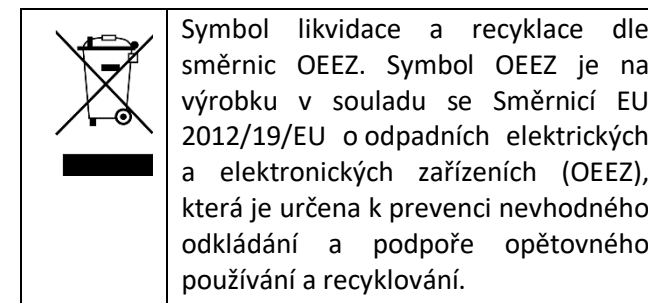 Symbol likvidace a recyklace dle
směrnic OEEZ. Symbol OEEZ je na
výrobku v souladu se Směrnicí EU
2012/19/EU o odpadních elektrických
a elektronických zařízeních (OEEZ),
která je určena k prevenci nevhodného
odkládání a podpoře opětovného
používání a recyklování.